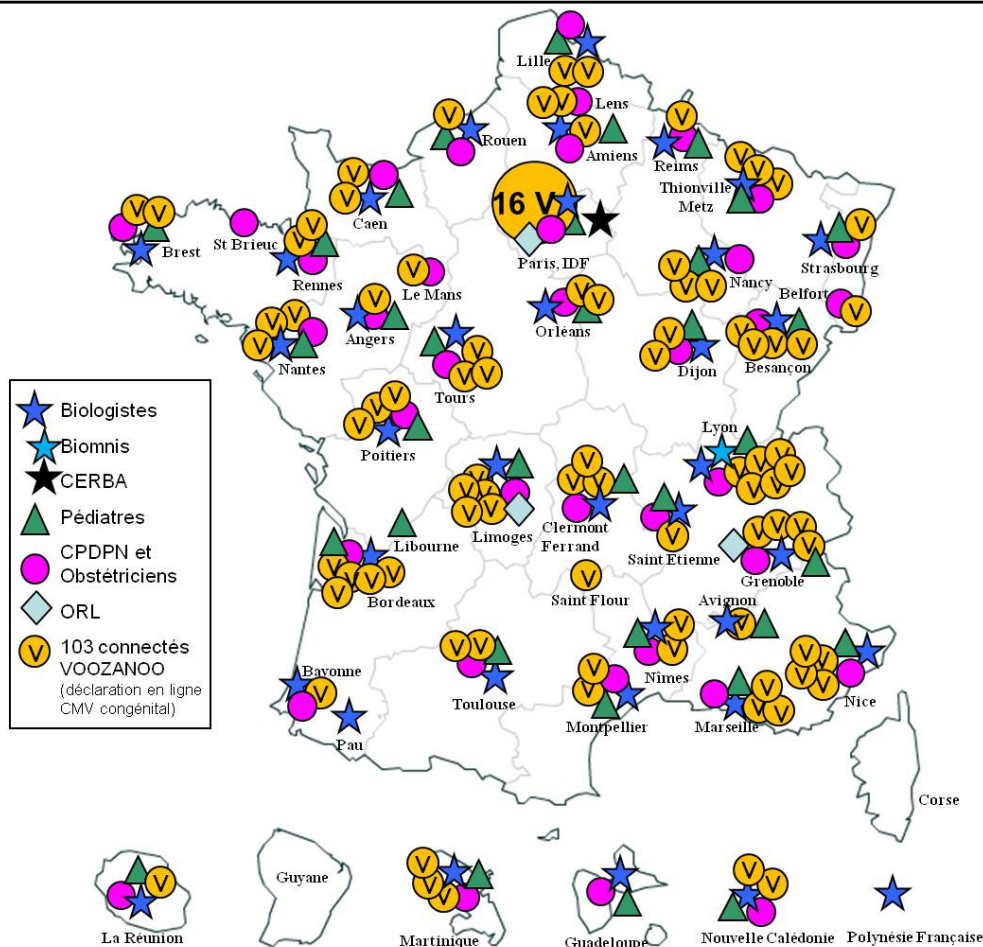 Lille
Lens
Rouen
Amiens
Reims
Thionville
Metz
Caen
16 V
Paris, IDF
Brest
St Brieuc
Rennes
Le Mans
Nancy
Strasbourg
Belfort
Orléans
Angers
Nantes
Tours
Dijon
Besançon
Poitiers
Lyon
Limoges
Clermont
Ferrand
Saint Etienne
Grenoble
Libourne
Bordeaux
Saint Flour
Avignon
Bayonne
Pau
Toulouse
Nîmes
Montpellier
Marseille
Nice
Corse
Biologistes
Biomnis
CERBA
Pédiatres
CPDPN et
Obstétriciens
ORL
V
103 connectés
VOOZANOO
(déclaration en ligne
CMV congénital)
La Réunion
Guyane
Martinique
Guadeloupe
Nouvelle Calédonie
Polynésie Française